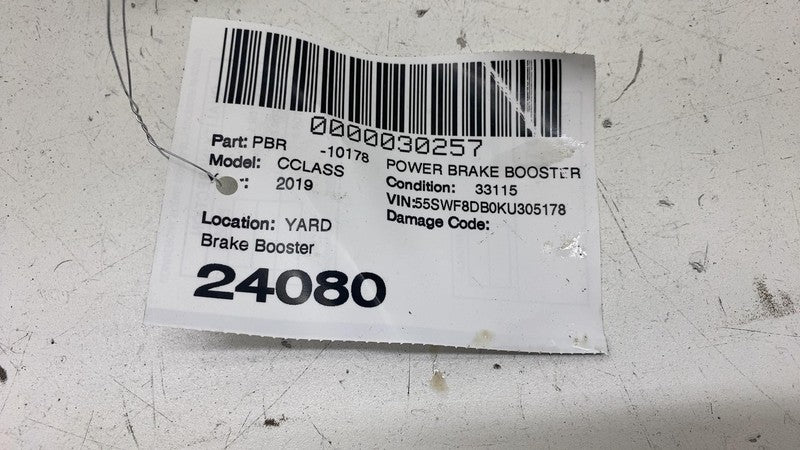 0000030257
Part: PBR -10178 POWER BRAKE BOOSTER
Model: CCLASS Condition: 33115
r: 2019 VIN:55SWF8DB0KU305178
Damage Code:
Location: YARD
Brake Booster
24080